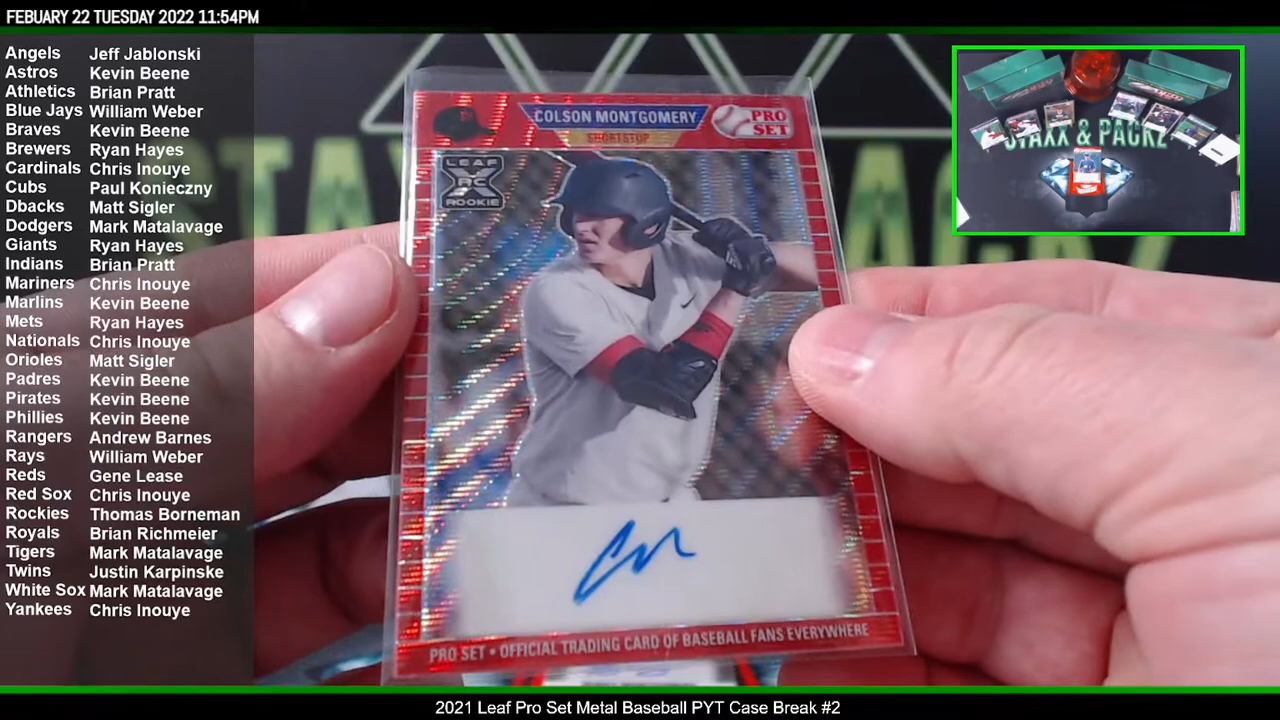 FEBUARY 22 TUESDAY 2022 11:54PM
Angels Jeff Jablonski
Astros Kevin Beene
Athletics Brian Pratt
Blue Jays William Weber
Braves Kevin Beene
Brewers Ryan Hayes
Cardinals Chris Inouye
Cubs Paul Konieczny
Dbacks Matt Sigler
Dodgers Mark Matalavage
Giants Ryan Hayes
Indians Brian Pratt
Mariners Chris Inouye
Marlins Kevin Beene
Mets Ryan Hayes
Nationals Chris Inouye
Orioles Matt Sigler
Padres Kevin Beene
Pirates Kevin Beene
Phillies Kevin Beene
Rangers Andrew Barnes
Rays William Weber
Reds Gene Lease
Red Sox Chris Inouye
Rockies Thomas Borneman
Royals Brian Richmeier
Tigers Mark Matalavage
Twins Justin Karpinske
White Sox Mark Matalavage
Yankees Chris Inouye
COLSON MONTGOMERY
SHORTSTOP
PRO
SET
LEAF
RC
ROOKIE
PRO SET • OFFICIAL TRADING CARD OF BASEBALL FANS EVERYWHERE
STAXX & PACKZ
2021 Leaf Pro Set Metal Baseball PYT Case Break #2